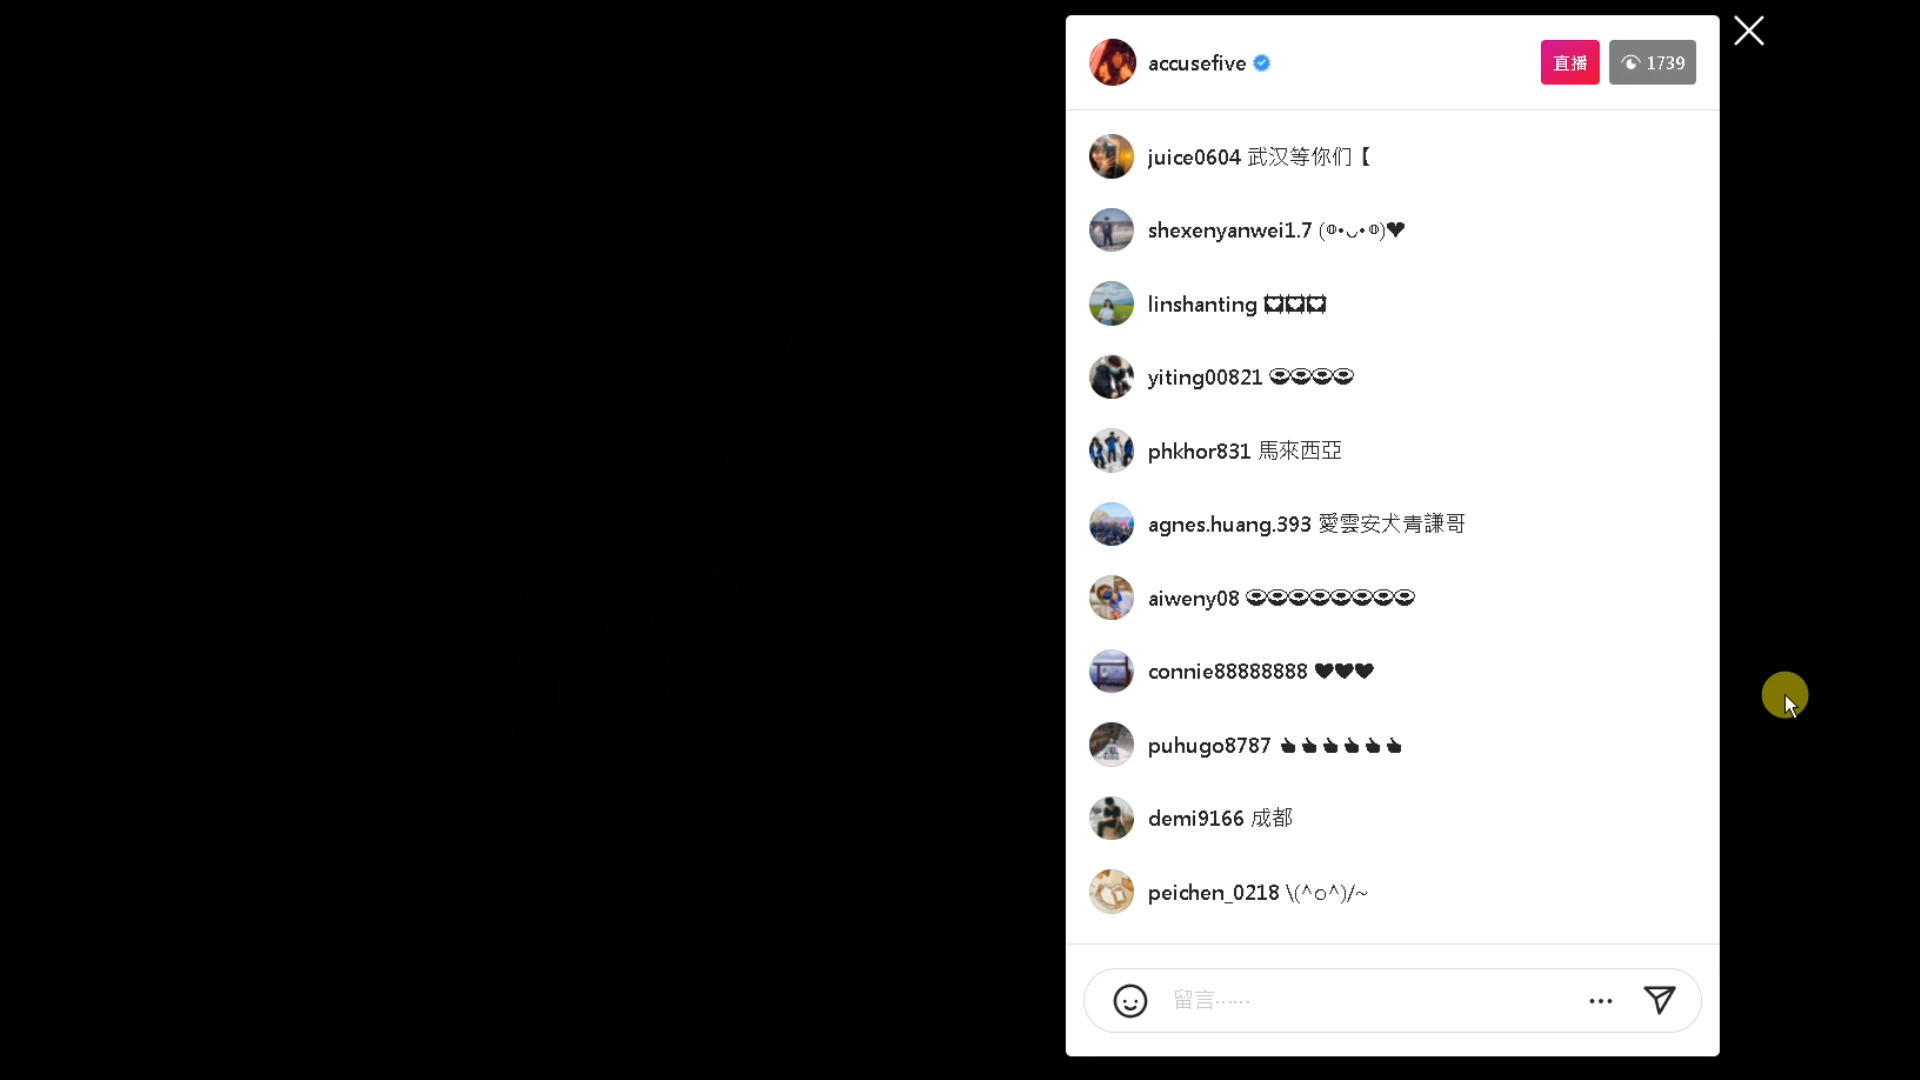 accusefive
直播
1739
juice0604 武汉等你们【
shexenyanwei1.7 (ꈍ•ᴗ•ꈍ)❤
linshanting
yiting00821
phkhor831 馬來西亞
agnes.huang.393 愛雲安犬青謙哥
aiweny08
connie88888888 ❤❤❤
puhugo8787 👍👍👍👍👍👍
demi9166 成都
peichen_0218 \(^o^)/~
留言……